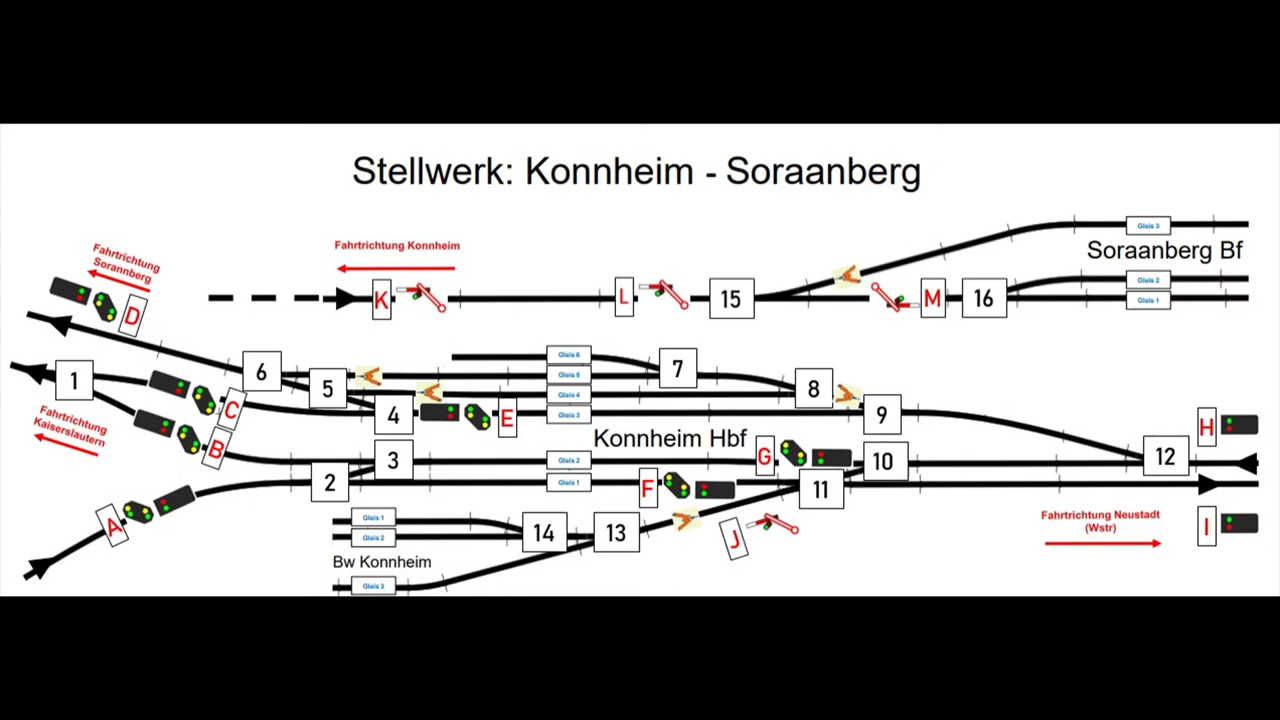 Stellwerk: Konnheim - Soraanberg
Gleis 3
Soraanberg Bf
Fahrtrichtung Konnheim
Fahrtrichtung
Sorannberg
Gleis 2
K
L
15
M
16
Gleis 1
D
Gleis 6
6
Gleis 5
7
1
5
Gleis 4
8
C
4
E
Gleis 3
9
Fahrtrichtung
Kaiserslautern
H
Konnheim Hbf
B
3
Gleis 2
G
10
12
2
Gleis 1
F
11
A
Gleis 1
Fahrtrichtung Neustadt
(Wstr)
I
Gleis 2
14
13
J
Bw Konnheim
Gleis 3